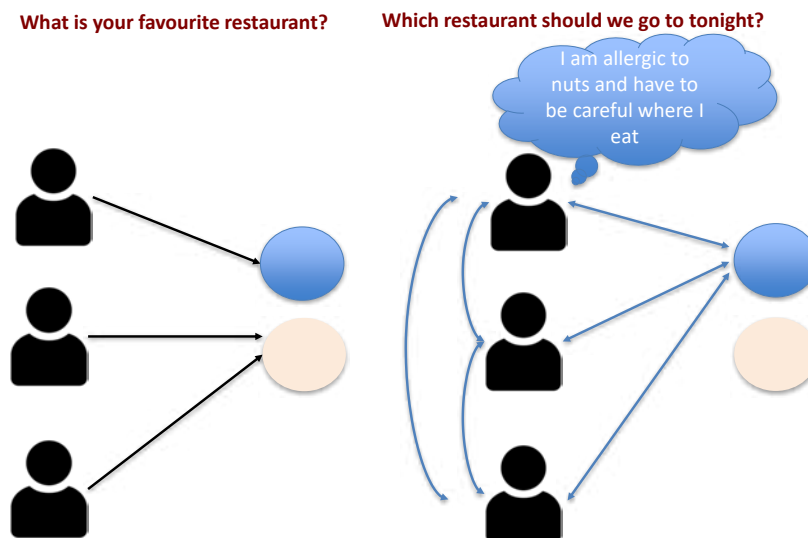 What is your favourite restaurant?
Which restaurant should we go to tonight?
I am allergic to
nuts and have to
be careful where I
eat